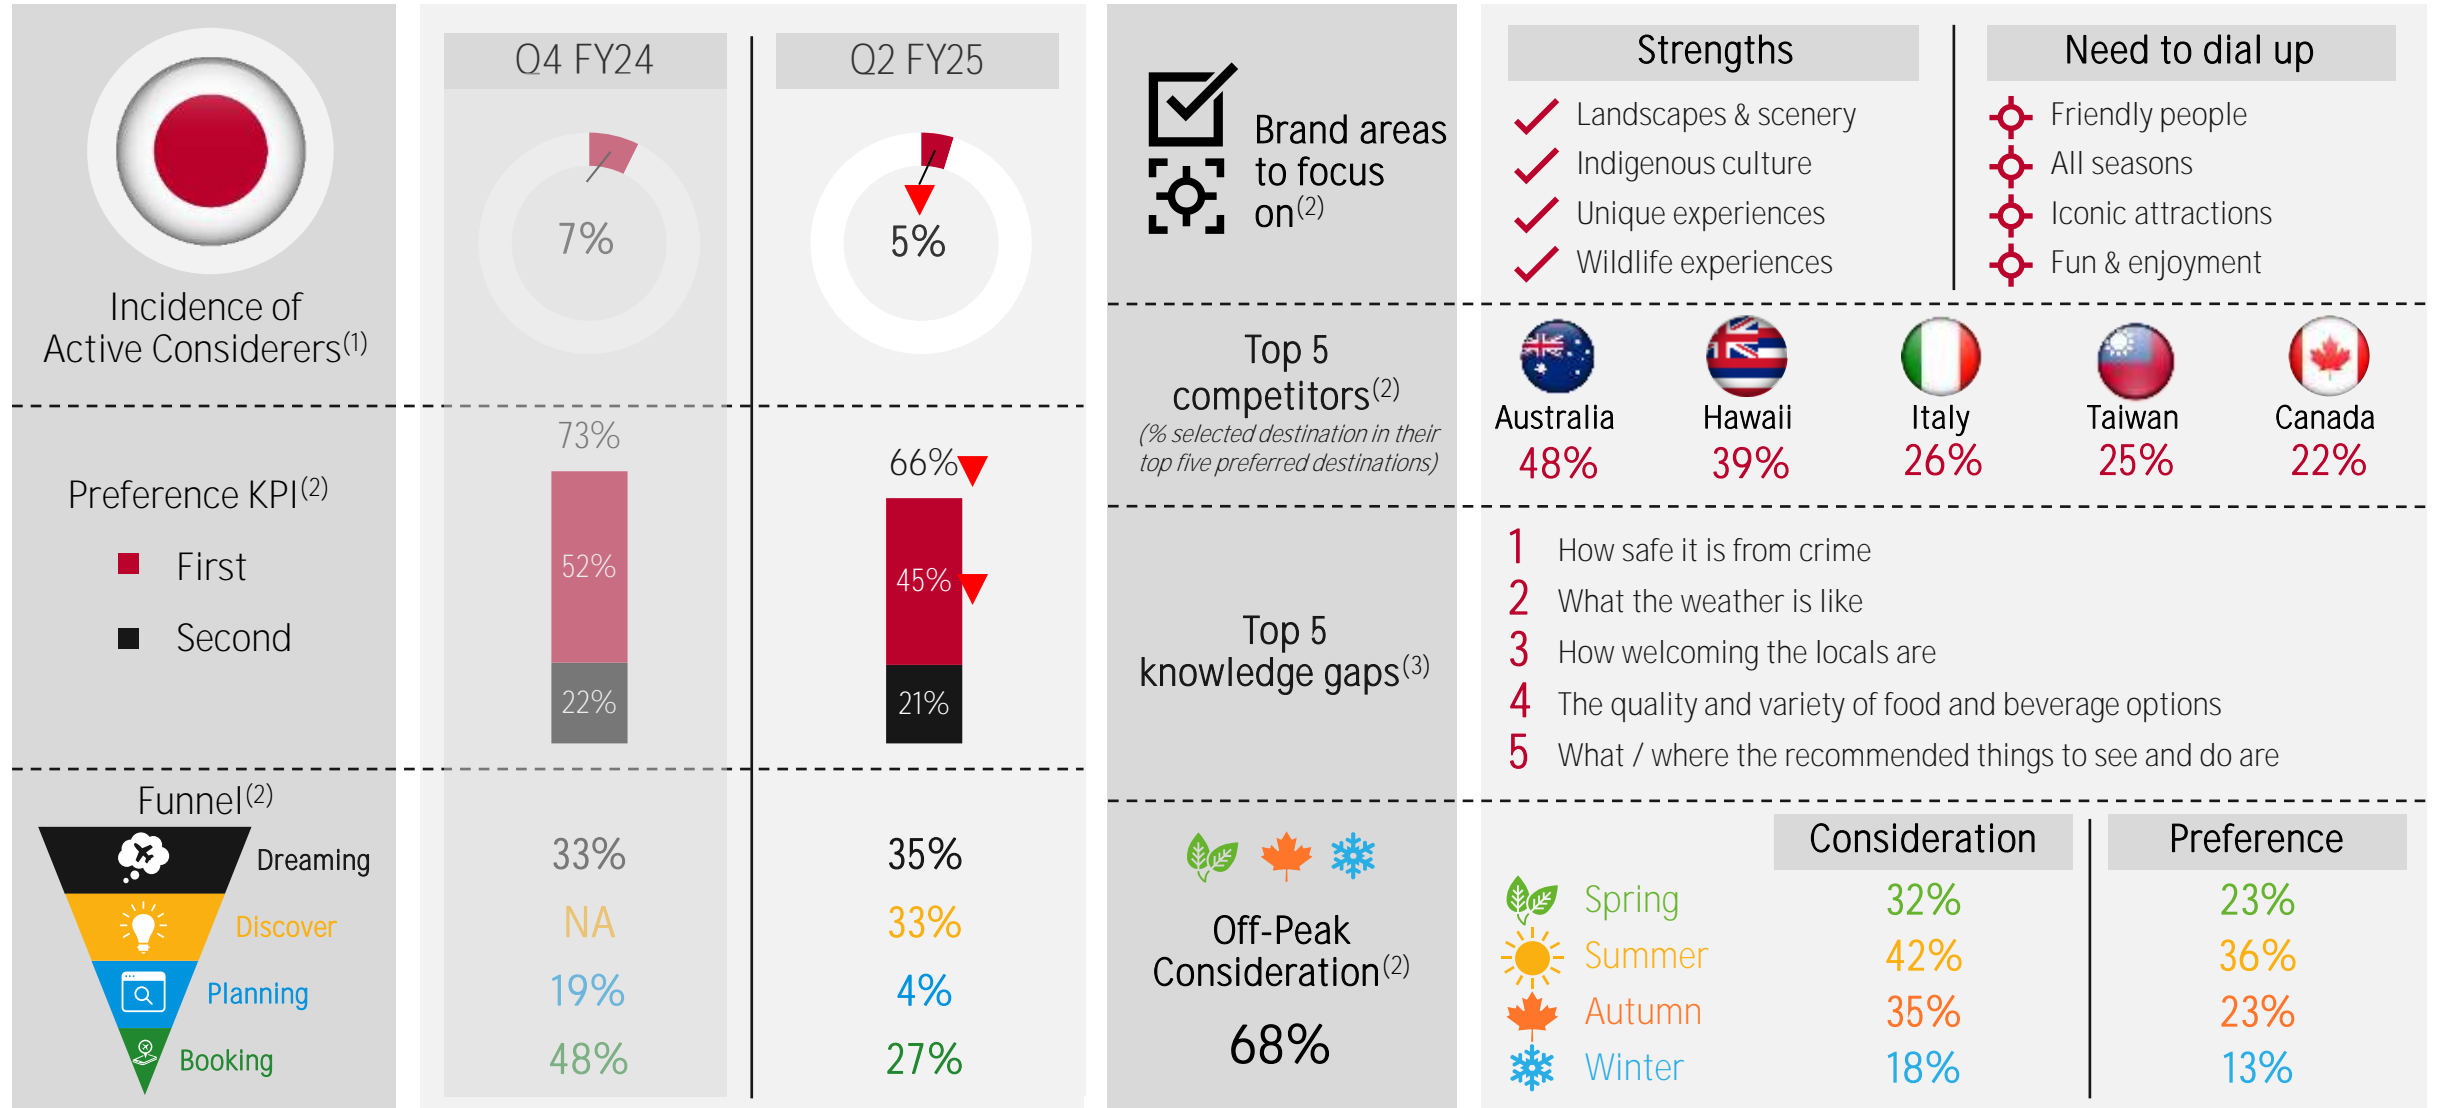 Q4 FY24
Q2 FY25
7%
5%
Incidence of
Active Considerers(1)
73%
66%
Preference KPI(2)
First
Second
52%
45%
22%
21%
Funnel(2)
Dreaming
33%
35%
Discover
NA
33%
Planning
19%
4%
Booking
48%
27%
Brand areas
to focus
on(2)
Strengths
Landscapes & scenery
Indigenous culture
Unique experiences
Wildlife experiences
Need to dial up
Friendly people
All seasons
Iconic attractions
Fun & enjoyment
Top 5
competitors(2)
(% selected destination in their
top five preferred destinations)
Australia
48%
Hawaii
39%
Italy
26%
Taiwan
25%
Canada
22%
Top 5
knowledge gaps(3)
1 How safe it is from crime
2 What the weather is like
3 How welcoming the locals are
4 The quality and variety of food and beverage options
5 What / where the recommended things to see and do are
Off-Peak
Consideration(2)
68%
Consideration
Preference
Spring 32% 23%
Summer 42% 36%
Autumn 35% 23%
Winter 18% 13%